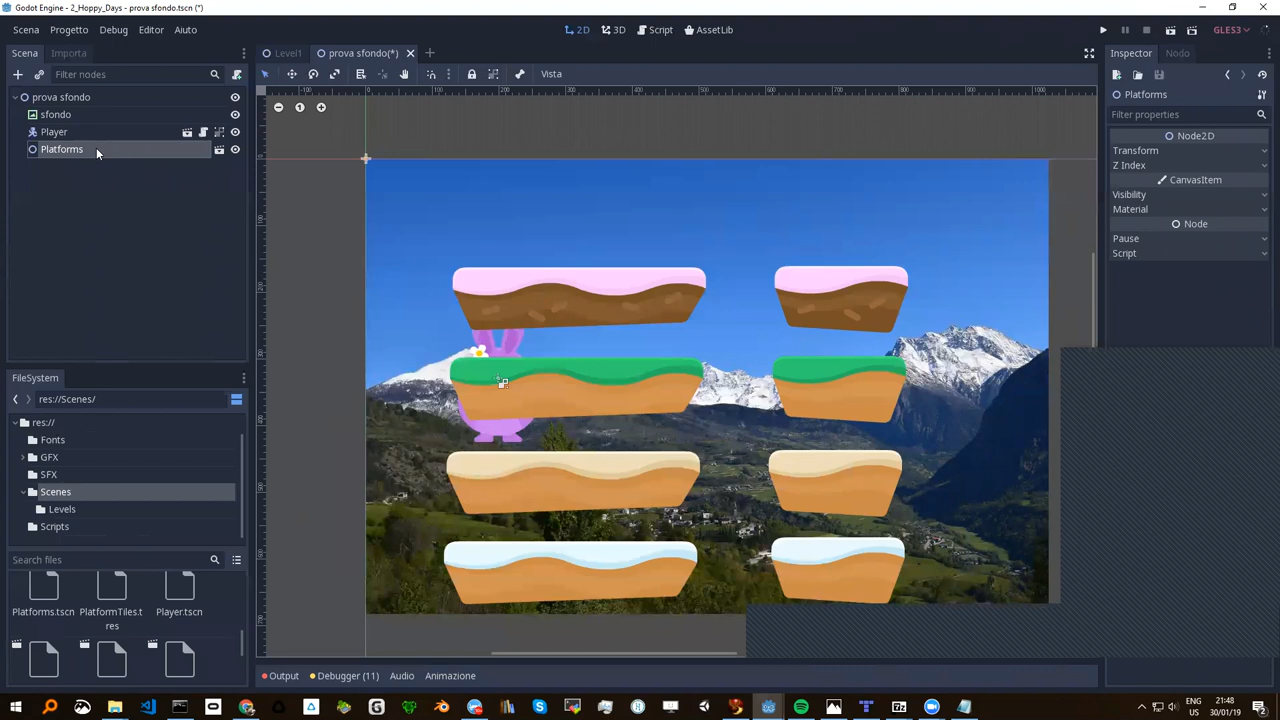 Godot Engine - 2_Hoppy_Days - prova sfondo.tscn (*)
Scena Progetto Debug Editor Aiuto
2D 3D Script AssetLib
GLES3
Scena Importa
Level1 prova sfondo(*)
Inspector Nodo
Filter nodes
Vista
Platforms
Filter properties
prova sfondo
sfondo
Player
Platforms
Node2D
Transform
Z Index
CanvasItem
Visibility
Material
Node
Pause
Script
FileSystem
res://Scenes/
res://
Fonts
GFX
SFX
Scenes
Levels
Scripts
Search files
Platforms.tscn PlatformTiles.t Player.tscn
res
Output Debugger (11) Audio Animazione
ENG 21:48
US 30/01/19